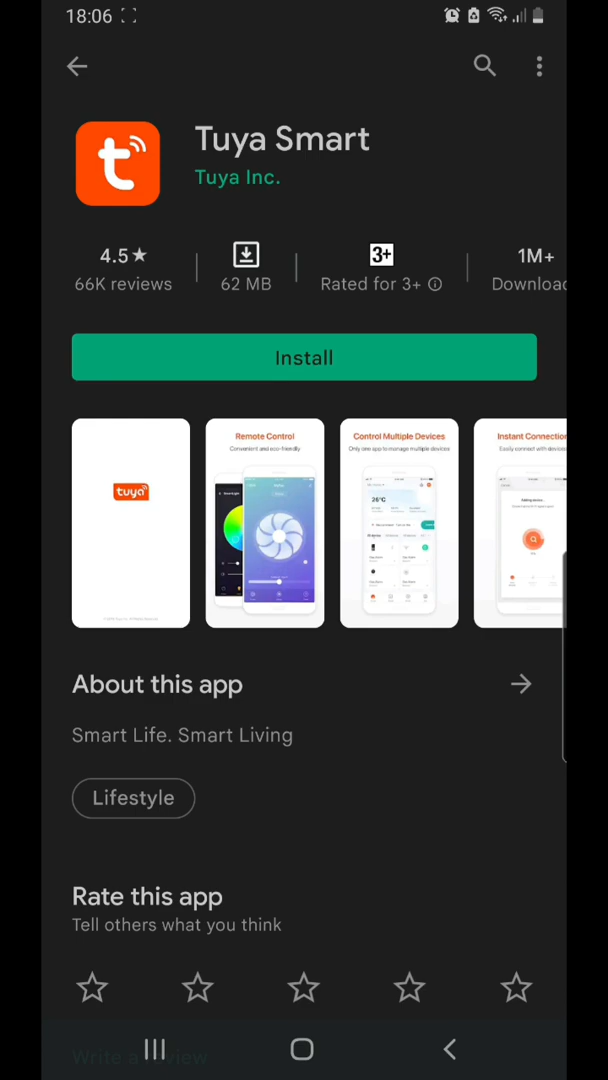 18:06
Tuya Smart
Tuya Inc.
4.5★
66K reviews
62 MB
3+
Rated for 3+
1M+
Install
tuya
Remote Control
Convenient and eco-friendly
Control Multiple Devices
Only one app to manage multiple devices
26°C
Instant
Easily connect with
About this app
Smart Life. Smart Living
Lifestyle
Rate this app
Tell others what you think
Write a review